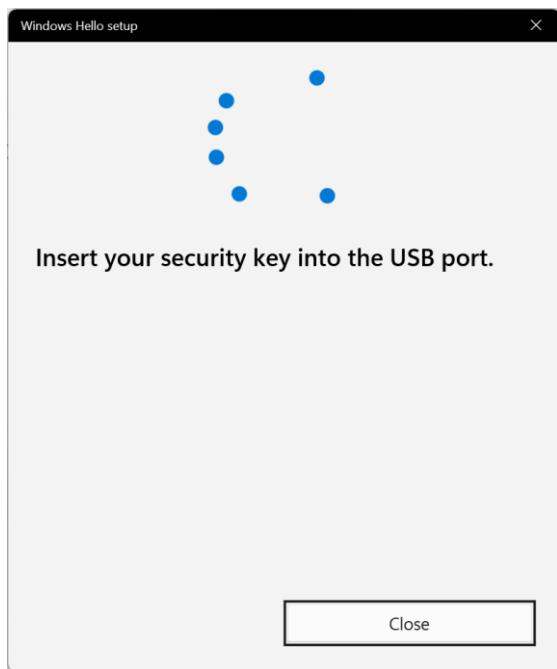 Windows Hello setup
Insert your security key into the USB port.
Close